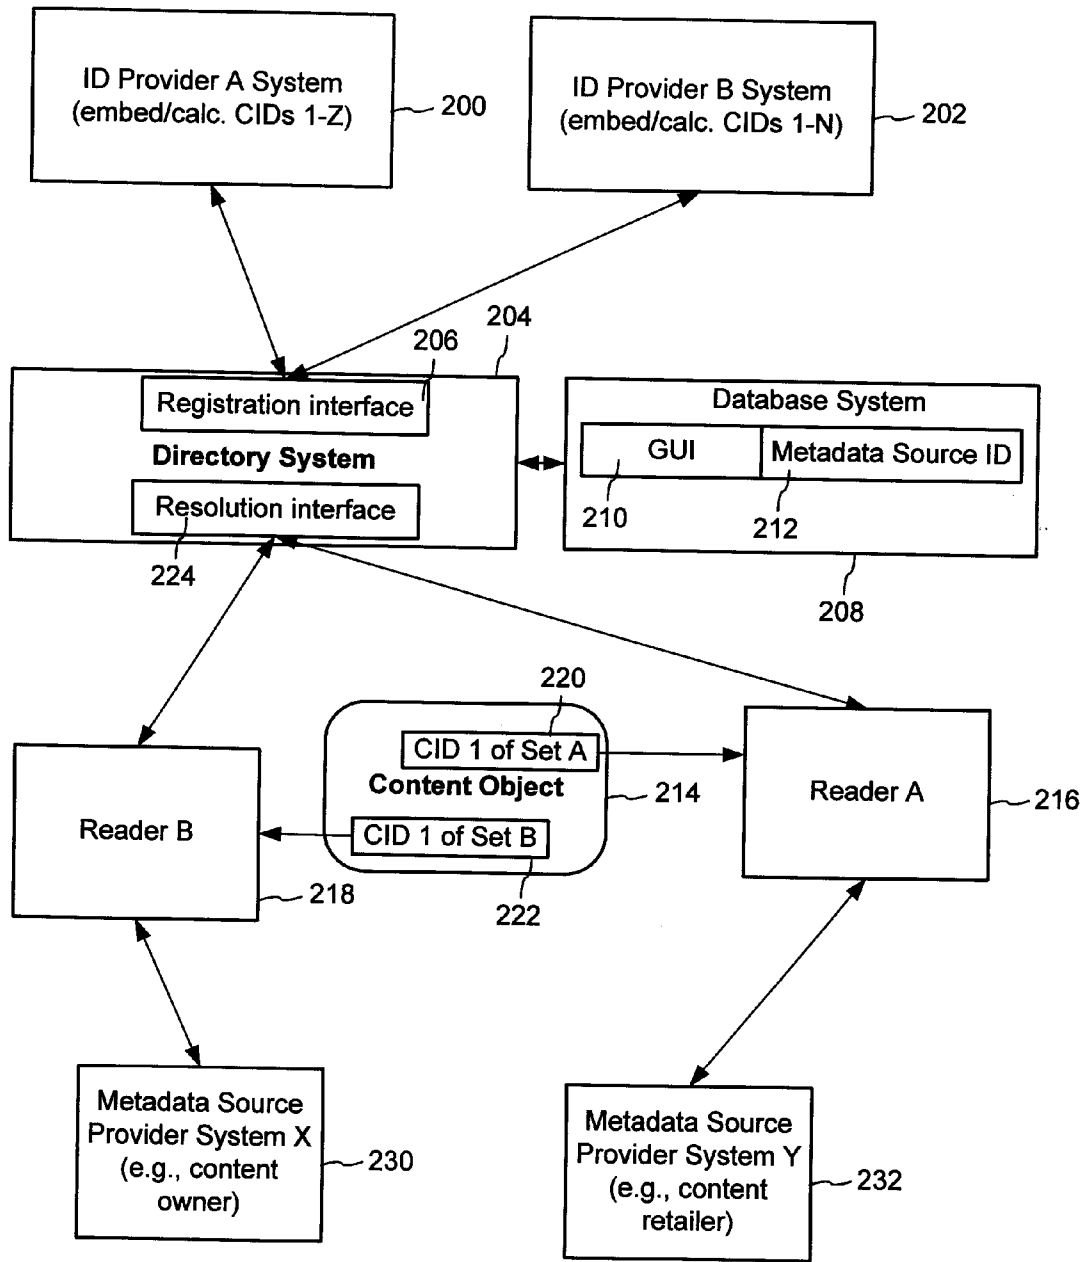 ID Provider A System
(embed/calc. CIDs 1-Z)
200
ID Provider B System
(embed/calc. CIDs 1-N)
202
204
206
Registration interface
Directory System
Resolution interface
224
Database System
GUI
Metadata Source ID
210
212
208
220
CID 1 of Set A
Content Object
214
CID 1 of Set B
222
Reader B
218
Reader A
216
Metadata Source
Provider System X
(e.g., content
owner)
230
Metadata Source
Provider System Y
(e.g., content
retailer)
232